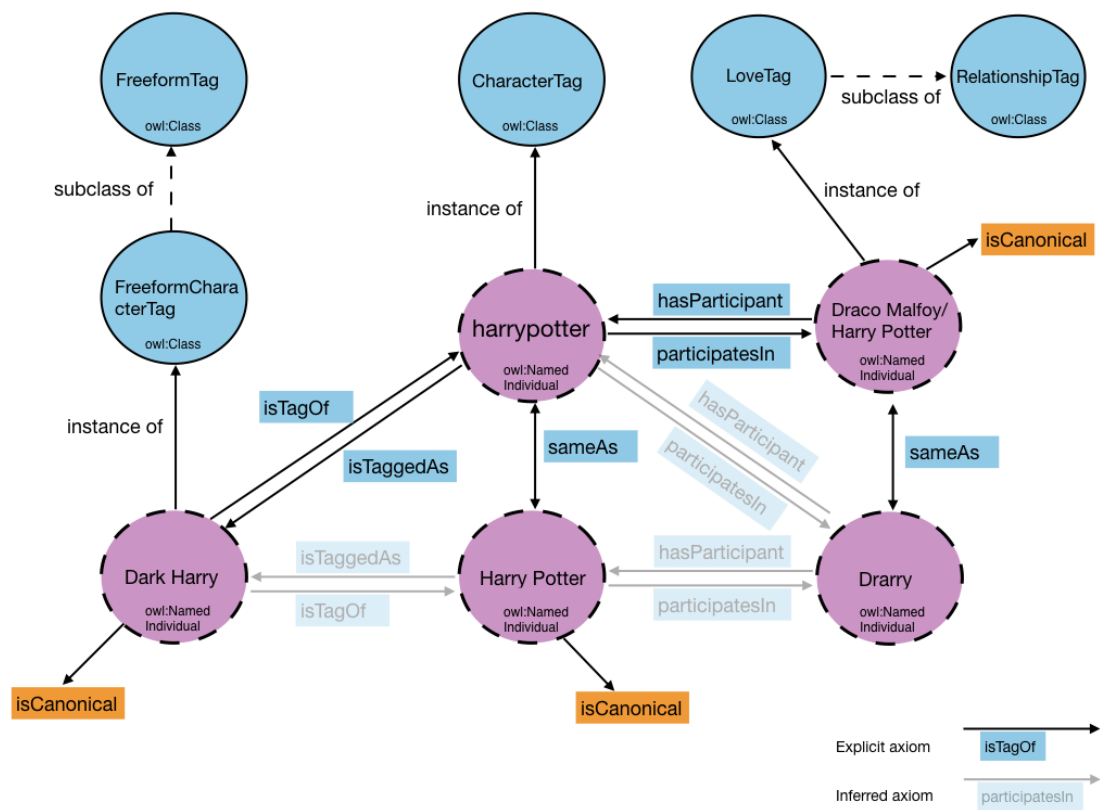 FreeformTag
owl:Class
CharacterTag
owl:Class
LoveTag
owl:Class
subclass of
RelationshipTag
owl:Class
subclass of
instance of
instance of
isCanonical
FreeformChara
cterTag
owl:Class
harrypotter
owl:Named
Individual
hasParticipant
participatesIn
Draco Malfoy/
Harry Potter
owl:Named
Individual
isTagOf
isTaggedAs
instance of
sameAs
hasParticipant
participatesIn
sameAs
Dark Harry
owl:Named
Individual
isTaggedAs
isTagOf
Harry Potter
owl:Named
Individual
hasParticipant
participatesIn
Drarry
owl:Named
Individual
isCanonical
isCanonical
Explicit axiom
isTagOf
Inferred axiom
participatesIn